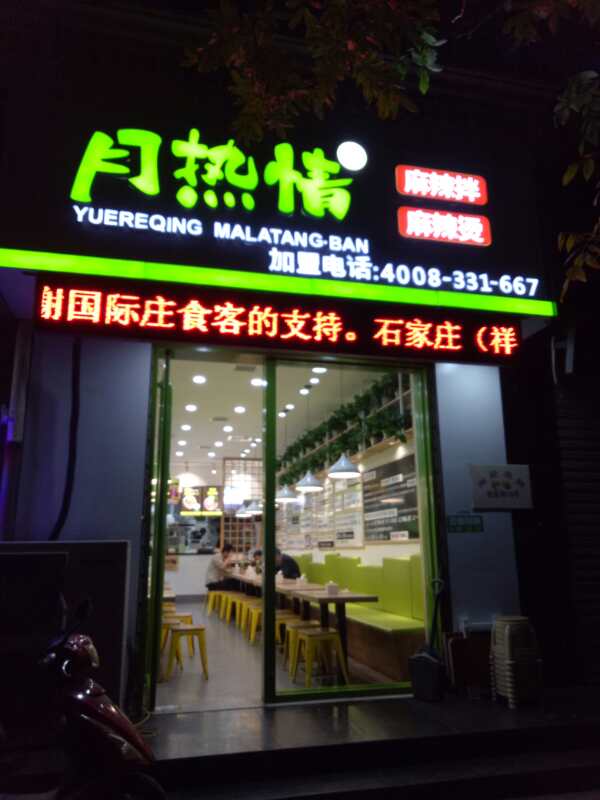 月热情
YUEREQING MALATANG·BAN
麻辣拌
麻辣烫
加盟电话:4008-331-667
谢国际庄食客的支持。石家庄（祥